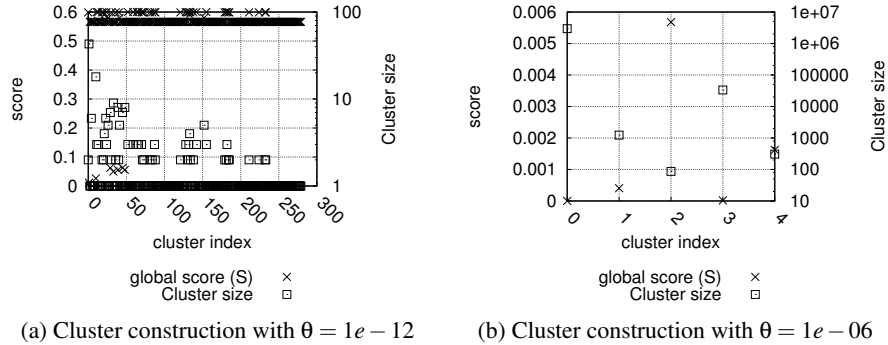 0.6
0.5
0.4
0.3
0.2
0.1
0
score
100
10
1
Cluster size
0
50
100
150
200
250
300
cluster index
global score (S)
Cluster size
(a) Cluster construction with θ = 1e − 12
0.006
0.005
0.004
0.003
0.002
0.001
0
score
1e+07
1e+06
100000
10000
1000
100
10
Cluster size
0
1
2
3
4
cluster index
global score (S)
Cluster size
(b) Cluster construction with θ = 1e − 06